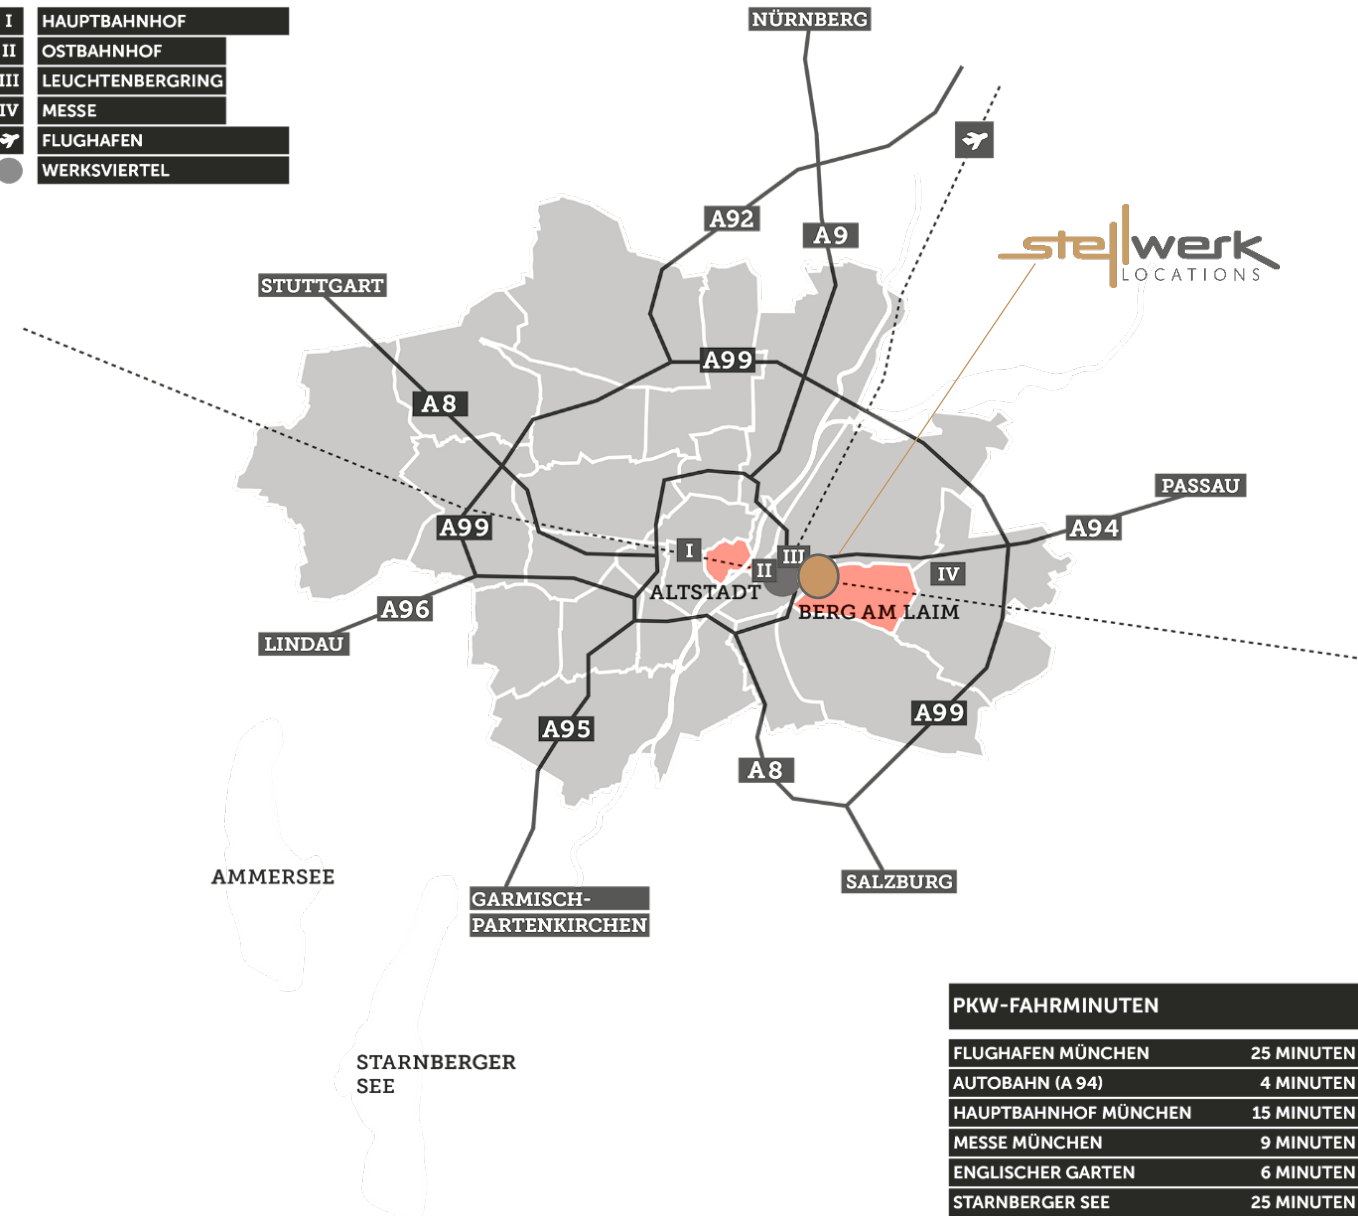 I HAUPTBAHNHOF
II OSTBAHNHOF
III LEUCHTENBERGRING
IV MESSE
FLUGHAFEN
WERKSVIERTEL
NÜRNBERG
A92
A9
stellwerk
LOCATIONS
STUTTGART
A99
A8
PASSAU
A99
A94
I
III
II
IV
ALTSTADT
BERG AM LAIM
A96
LINDAU
A95
A99
A8
AMMERSEE
SALZBURG
GARMISCH-
PARTENKIRCHEN
STARNBERGER
SEE
PKW-FAHRMINUTEN
FLUGHAFEN MÜNCHEN 25 MINUTEN
AUTOBAHN (A 94) 4 MINUTEN
HAUPTBAHNHOF MÜNCHEN 15 MINUTEN
MESSE MÜNCHEN 9 MINUTEN
ENGLISCHER GARTEN 6 MINUTEN
STARNBERGER SEE 25 MINUTEN